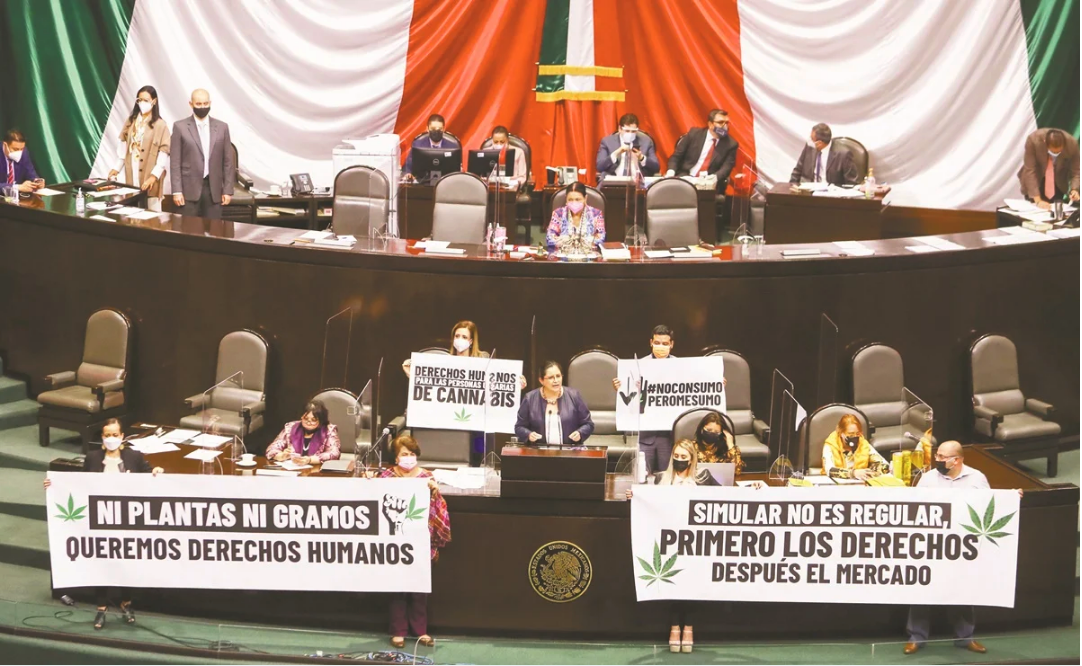 DERECHOS HUMANOS
PARA LAS PERSONAS
DE CANNABIS
#NOCONSUMO
PEROMESUMO
NI PLANTAS NI GRAMOS
QUEREMOS DERECHOS HUMANOS
SIMULAR NO ES REGULAR,
PRIMERO LOS DERECHOS
DESPUÉS EL MERCADO